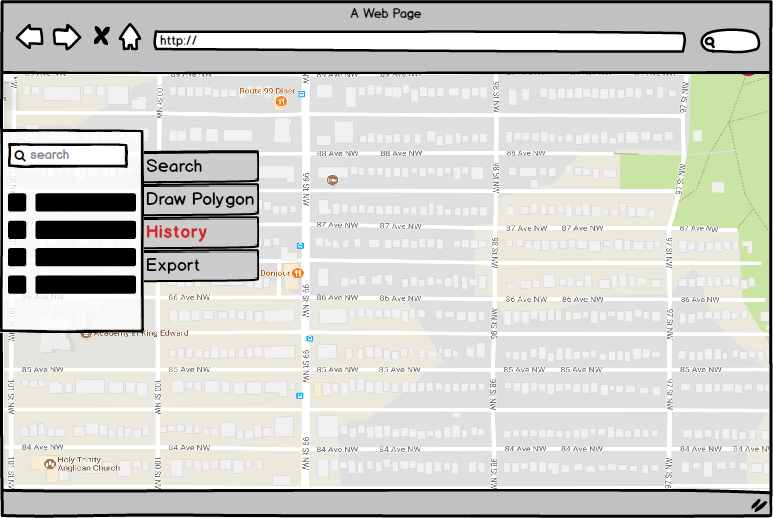 A Web Page
http://
89 Ave NW
Route 99 Diner
88 Ave NW 88 Ave NW 88 Ave NW
search
Search
Draw Polygon
History
Export
87 Ave NW 87 Ave NW 87 Ave NW 87 Ave NW
Bonjour
86 Ave NW 86 Ave NW 86 Ave NW 86 Ave NW 86 Ave NW 86 Ave NW
Academy at King Edward
85 Ave NW 85 Ave NW 85 Ave NW 85 Ave NW 85 Ave NW 85 Ave NW 85 Ave NW
84 Ave NW 84 Ave NW 84 Ave NW 84 Ave NW 84 Ave NW 84 Ave NW 84 Ave NW
Holy Trinity
Anglican Church
101 St NW
100 St NW
99 St NW
98 St NW
97 St NW
96 St NW